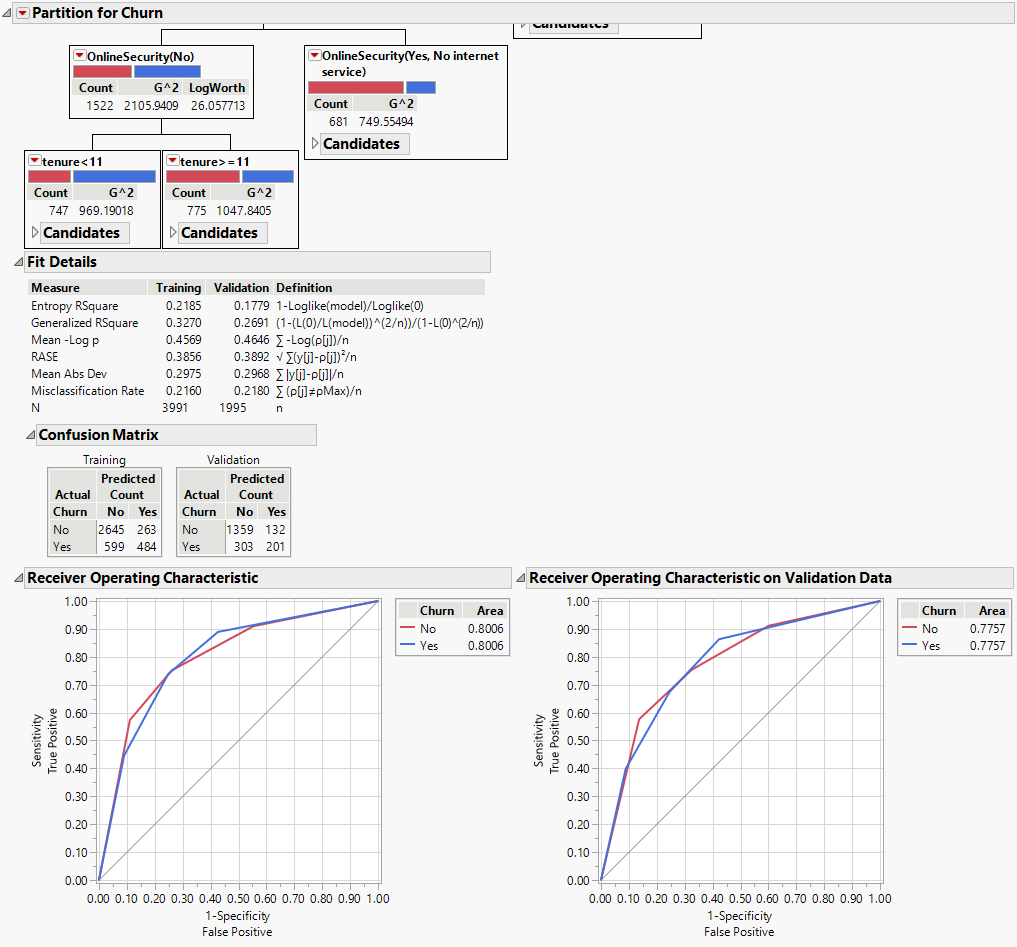 Partition for Churn
Candidates
OnlineSecurity(No)
Count G^2 LogWorth
1522 2105.9409 26.057713
OnlineSecurity(Yes, No internet
service)
Count G^2
681 749.55494
Candidates
tenure<11
Count G^2
747 969.19018
Candidates
tenure>=11
Count G^2
775 1047.8405
Candidates
Fit Details
Measure Training Validation Definition
Entropy RSquare 0.2185 0.1779 1-Loglike(model)/Loglike(0)
Generalized RSquare 0.3270 0.2691 (1-(L(0)/L(model))^(2/n))/(1-L(0)^(2/n))
Mean -Log p 0.4569 0.4646 ∑ -Log(ρ[j])/n
RASE 0.3856 0.3892 √ ∑(y[j]-ρ[j])²/n
Mean Abs Dev 0.2975 0.2968 ∑ |y[j]-ρ[j]|/n
Misclassification Rate 0.2160 0.2180 ∑ (ρ[j]≠ρMax)/n
N 3991 1995 n
Confusion Matrix
Training
Predicted
Actual Count
Churn No Yes
No 2645 263
Yes 599 484
Validation
Predicted
Actual Count
Churn No Yes
No 1359 132
Yes 303 201
Receiver Operating Characteristic
1.00
0.90
0.80
0.70
0.60
0.50
0.40
0.30
0.20
0.10
0.00
Sensitivity
True Positive
0.00 0.10 0.20 0.30 0.40 0.50 0.60 0.70 0.80 0.90 1.00
1-Specificity
False Positive
Churn Area
No 0.8006
Yes 0.8006
Receiver Operating Characteristic on Validation Data
1.00
0.90
0.80
0.70
0.60
0.50
0.40
0.30
0.20
0.10
0.00
Sensitivity
True Positive
0.00 0.10 0.20 0.30 0.40 0.50 0.60 0.70 0.80 0.90 1.00
1-Specificity
False Positive
Churn Area
No 0.7757
Yes 0.7757